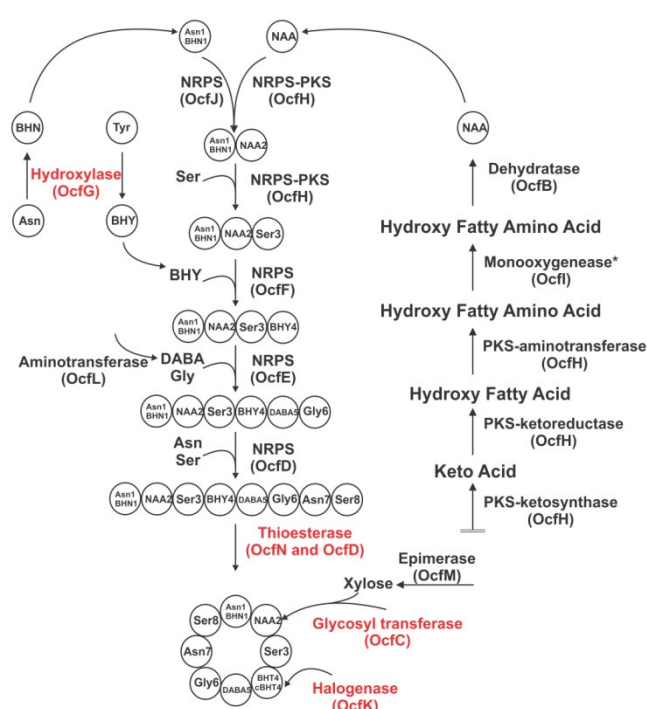 Asn1
BHN1
NAA
NRPS
(OcfJ)
NRPS-PKS
(OcfH)
BHN
Tyr
NAA
Hydroxylase
(OcfG)
Asn1
BHN1
NAA2
Dehydratase
(OcfB)
Ser
NRPS-PKS
(OcfH)
Asn
BHY
Hydroxy Fatty Amino Acid
Asn1
BHN1
NAA2
Ser3
Monooxygenease*
(OcfI)
BHY
NRPS
(OcfF)
Hydroxy Fatty Amino Acid
Asn1
BHN1
NAA2
Ser3
BHY4
PKS-aminotransferase
(OcfH)
Aminotransferase
(OcfL)
DABA
Gly
NRPS
(OcfE)
Hydroxy Fatty Acid
Asn1
BHN1
NAA2
Ser3
BHY4
DABA5
Gly6
PKS-ketoreductase
(OcfH)
Asn
Ser
NRPS
(OcfD)
Keto Acid
Asn1
BHN1
NAA2
Ser3
BHY4
DABA5
Gly6
Asn7
Ser8
PKS-ketosynthase
(OcfH)
Thioesterase
(OcfN and OcfD)
Epimerase
(OcfM)
Xylose
Asn1
BHN1
Ser8
NAA2
Glycosyl transferase
(OcfC)
Asn7
Ser3
Gly6
DABA5
BHT4
cBHT4
Halogenase
(OcfK)